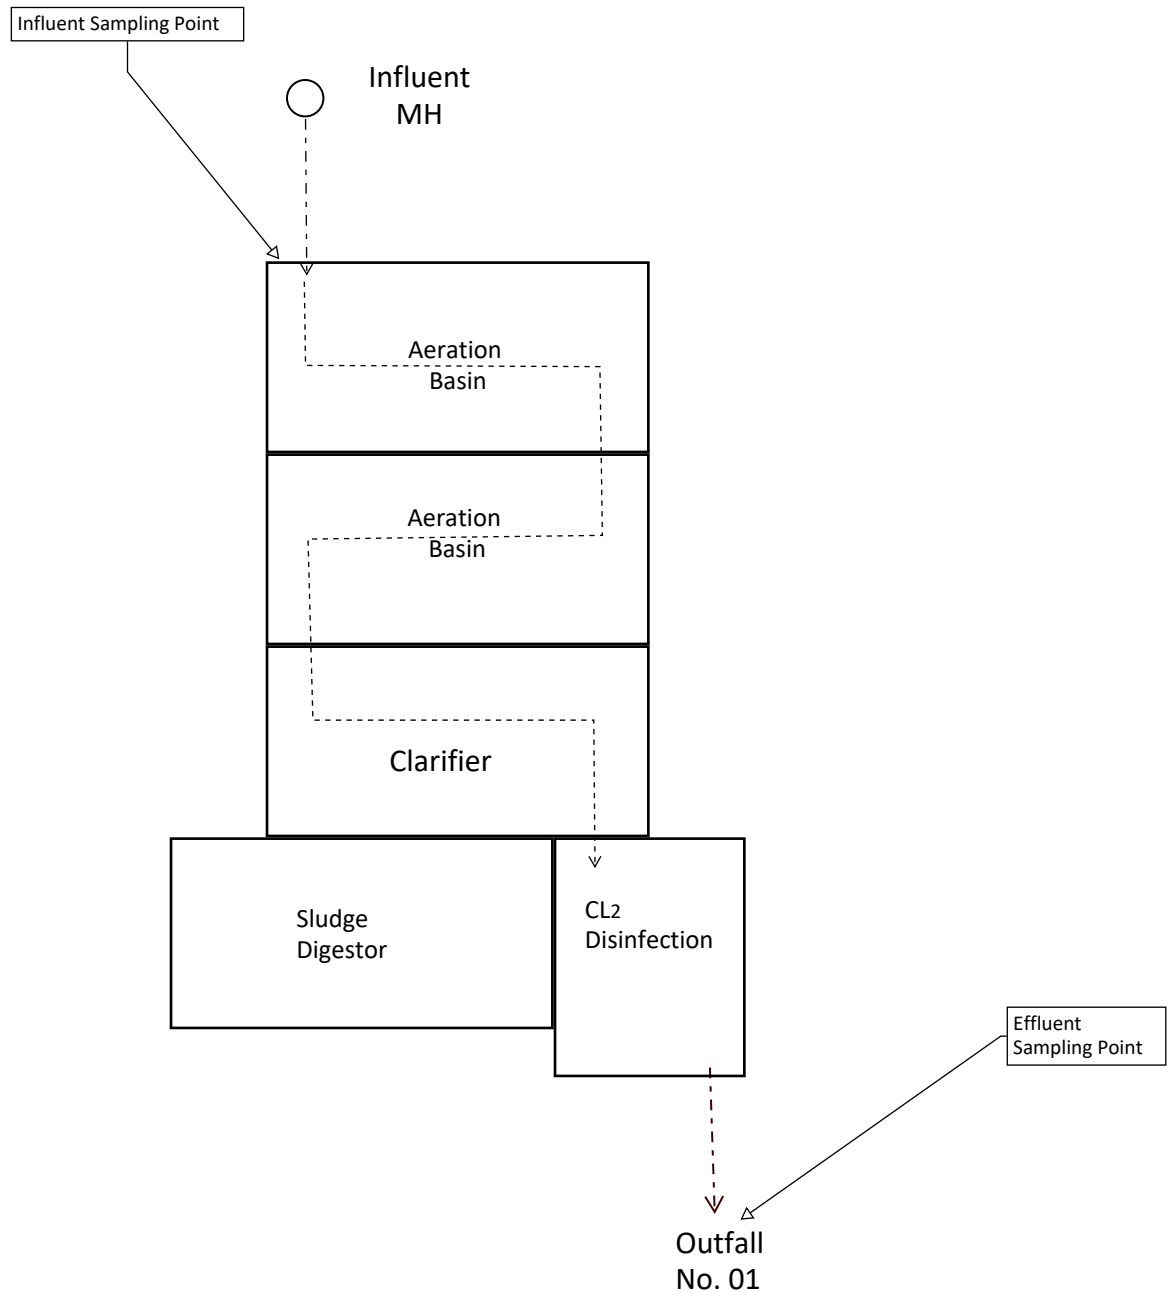 Influent Sampling Point
Influent
MH
Aeration
Basin
Aeration
Basin
Clarifier
Sludge
Digestor
CL2
Disinfection
Effluent
Sampling Point
Outfall
No. 01